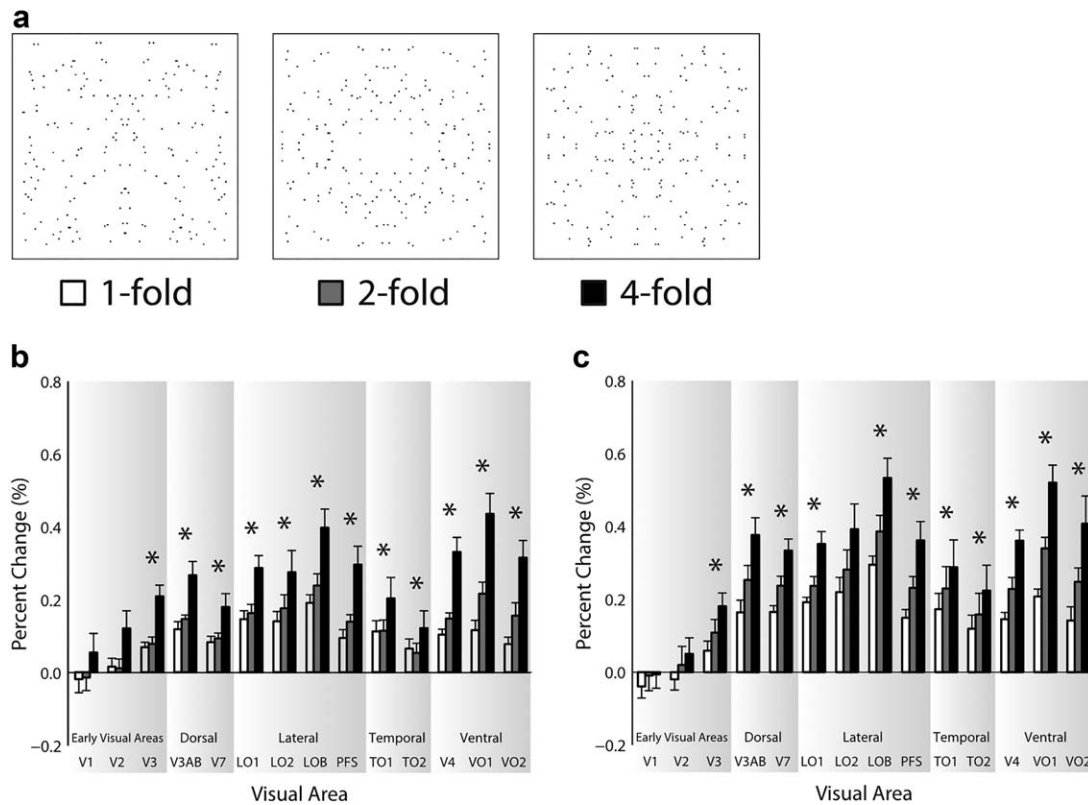 a
1-fold
2-fold
4-fold
b
0.8
0.6
0.4
0.2
0.0
−0.2
Percent Change (%)
* * * * * * * * * * * *
Early Visual Areas Dorsal Lateral Temporal Ventral
V1 V2 V3 V3AB V7 LO1 LO2 LOB PFS TO1 TO2 V4 VO1 VO2
Visual Area
c
0.8
0.6
0.4
0.2
0.0
−0.2
Percent Change (%)
* * * * * * * * * * *
Early Visual Areas Dorsal Lateral Temporal Ventral
V1 V2 V3 V3AB V7 LO1 LO2 LOB PFS TO1 TO2 V4 VO1 VO2
Visual Area